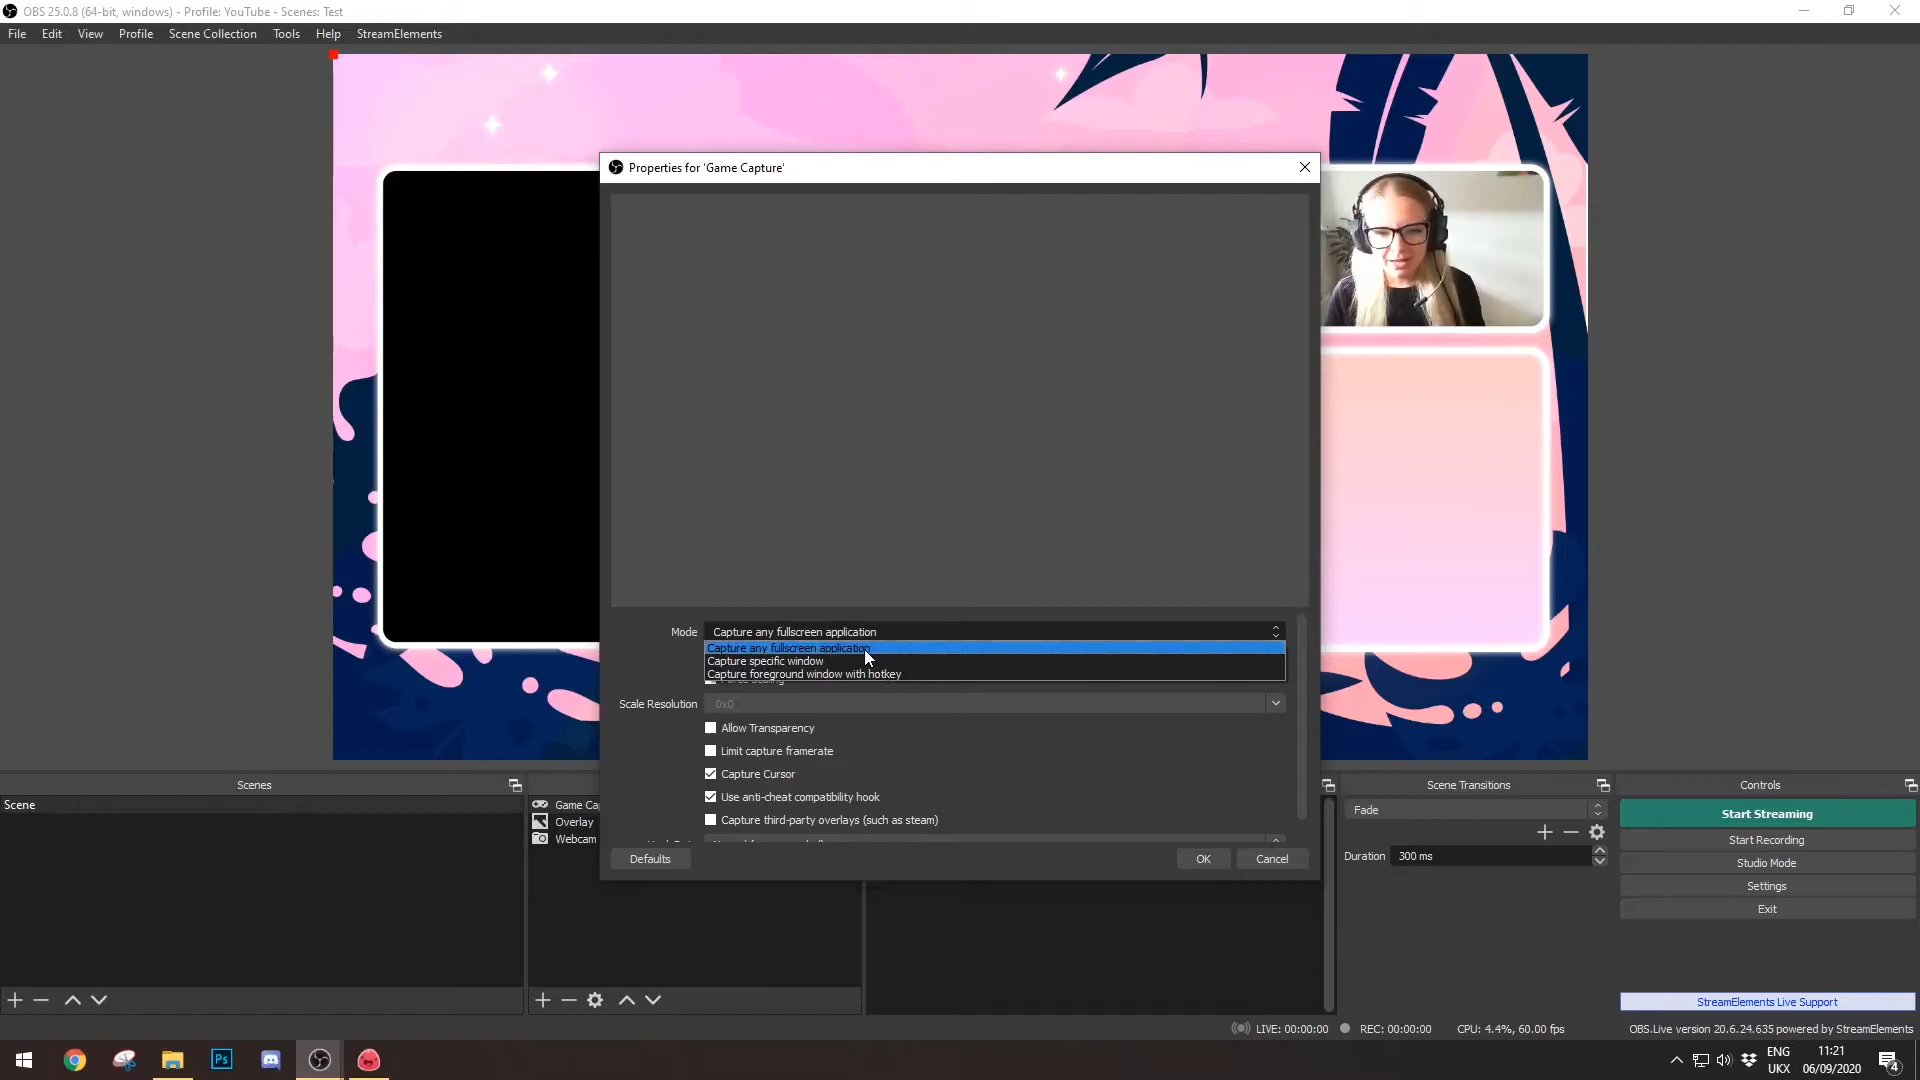 OBS 25.0.8 (64-bit, windows) - Profile: YouTube - Scenes: Test
File Edit View Profile Scene Collection Tools Help StreamElements
Properties for 'Game Capture'
Mode Capture any fullscreen application
Capture any fullscreen application
Capture specific window
Capture foreground window with hotkey
Scale Resolution 0x0
Allow Transparency
Limit capture framerate
Capture Cursor
Use anti-cheat compatibility hook
Capture third-party overlays (such as steam)
Defaults OK Cancel
Scenes
Scene
Game Cap
Overlay
Webcam
Scene Transitions
Fade
Duration 300 ms
Controls
Start Streaming
Start Recording
Studio Mode
Settings
Exit
StreamElements Live Support
LIVE: 00:00:00 REC: 00:00:00 CPU: 4.4%, 60.00 fps OBS.Live version 20.6.24.635 powered by StreamElements
Ps
ENG
UKX
11:21
06/09/2020
4